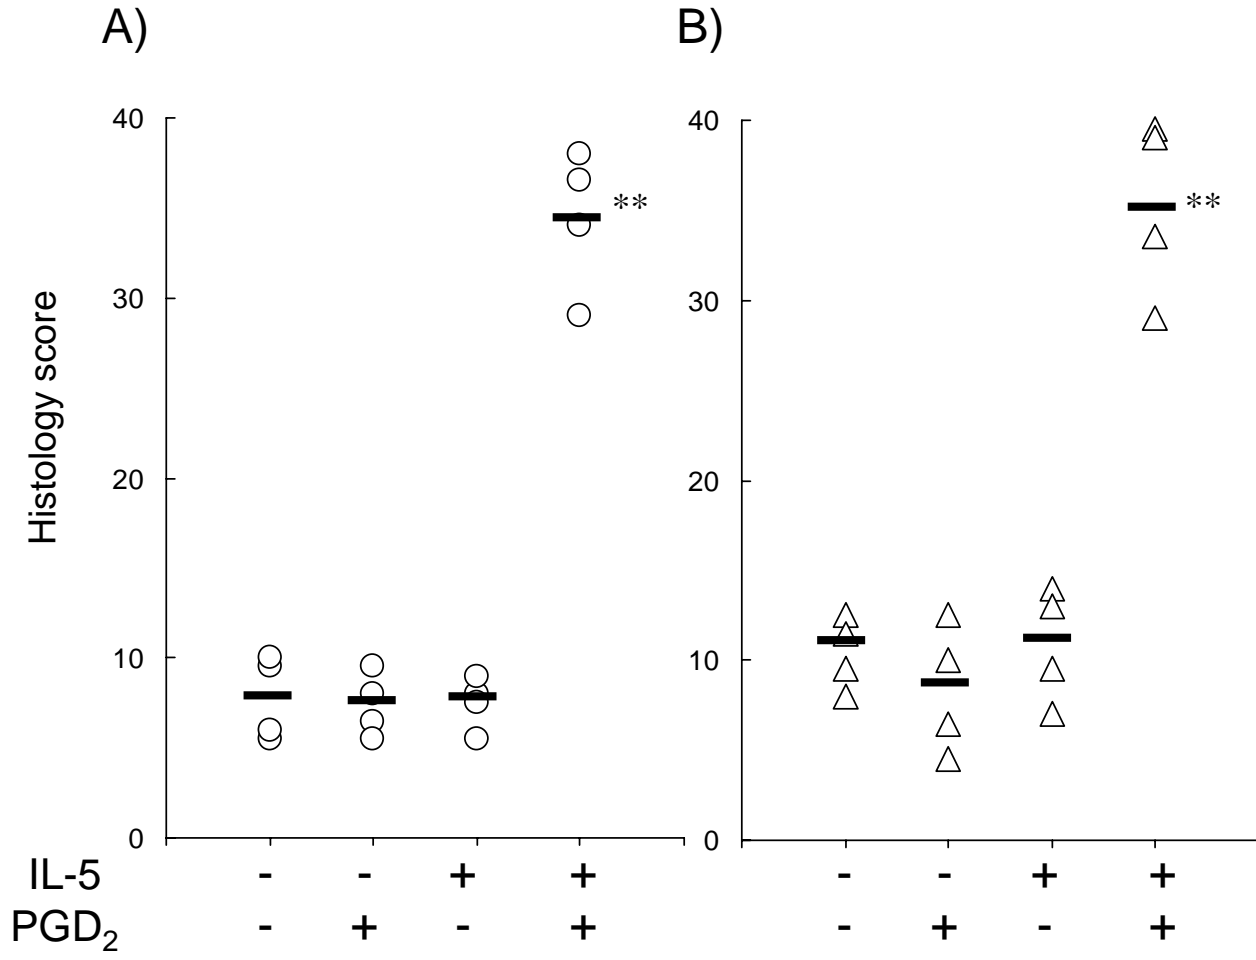 A)
B)
Histology score
40
30
20
10
0
40
30
20
10
0
**
**
IL-5 - - + + - - + +
PGD2 - + - + - + - +